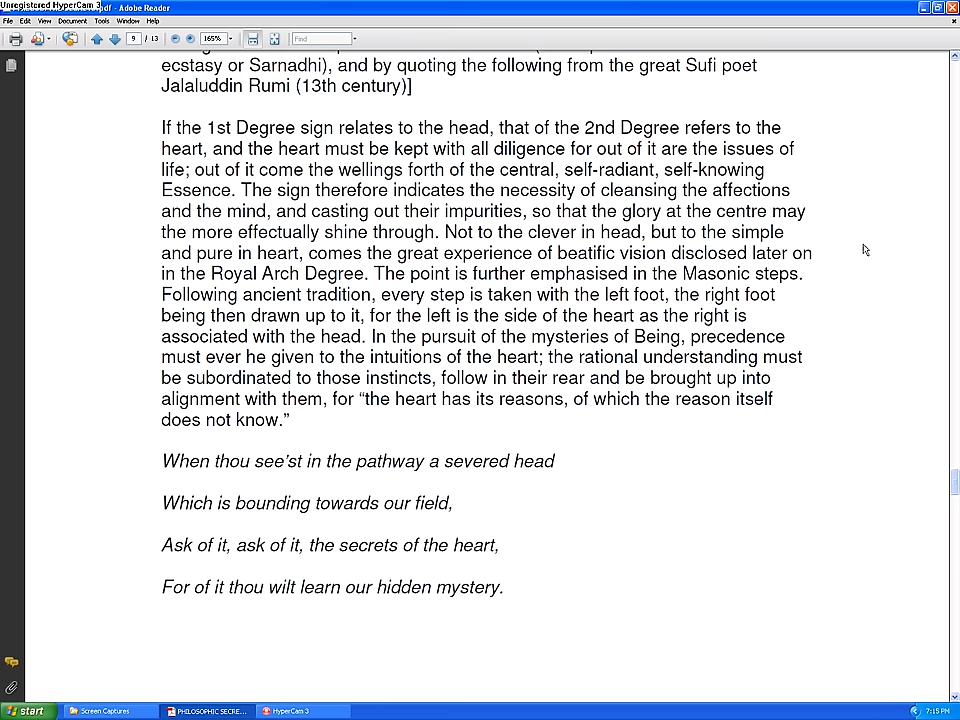 Unregistered HyperCam 3
.pdf - Adobe Reader
File Edit View Document Tools Window Help
9 / 13 165% Find
ecstasy or Sarnadhi), and by quoting the following from the great Sufi poet
Jalaluddin Rumi (13th century)]
If the 1st Degree sign relates to the head, that of the 2nd Degree refers to the
heart, and the heart must be kept with all diligence for out of it are the issues of
life; out of it come the wellings forth of the central, self-radiant, self-knowing
Essence. The sign therefore indicates the necessity of cleansing the affections
and the mind, and casting out their impurities, so that the glory at the centre may
the more effectually shine through. Not to the clever in head, but to the simple
and pure in heart, comes the great experience of beatific vision disclosed later on
in the Royal Arch Degree. The point is further emphasised in the Masonic steps.
Following ancient tradition, every step is taken with the left foot, the right foot
being then drawn up to it, for the left is the side of the heart as the right is
associated with the head. In the pursuit of the mysteries of Being, precedence
must ever he given to the intuitions of the heart; the rational understanding must
be subordinated to those instincts, follow in their rear and be brought up into
alignment with them, for “the heart has its reasons, of which the reason itself
does not know.”
When thou see’st in the pathway a severed head
Which is bounding towards our field,
Ask of it, ask of it, the secrets of the heart,
For of it thou wilt learn our hidden mystery.
start Screen Captures PHILOSOPHIC SECRE... HyperCam 3 7:15 PM